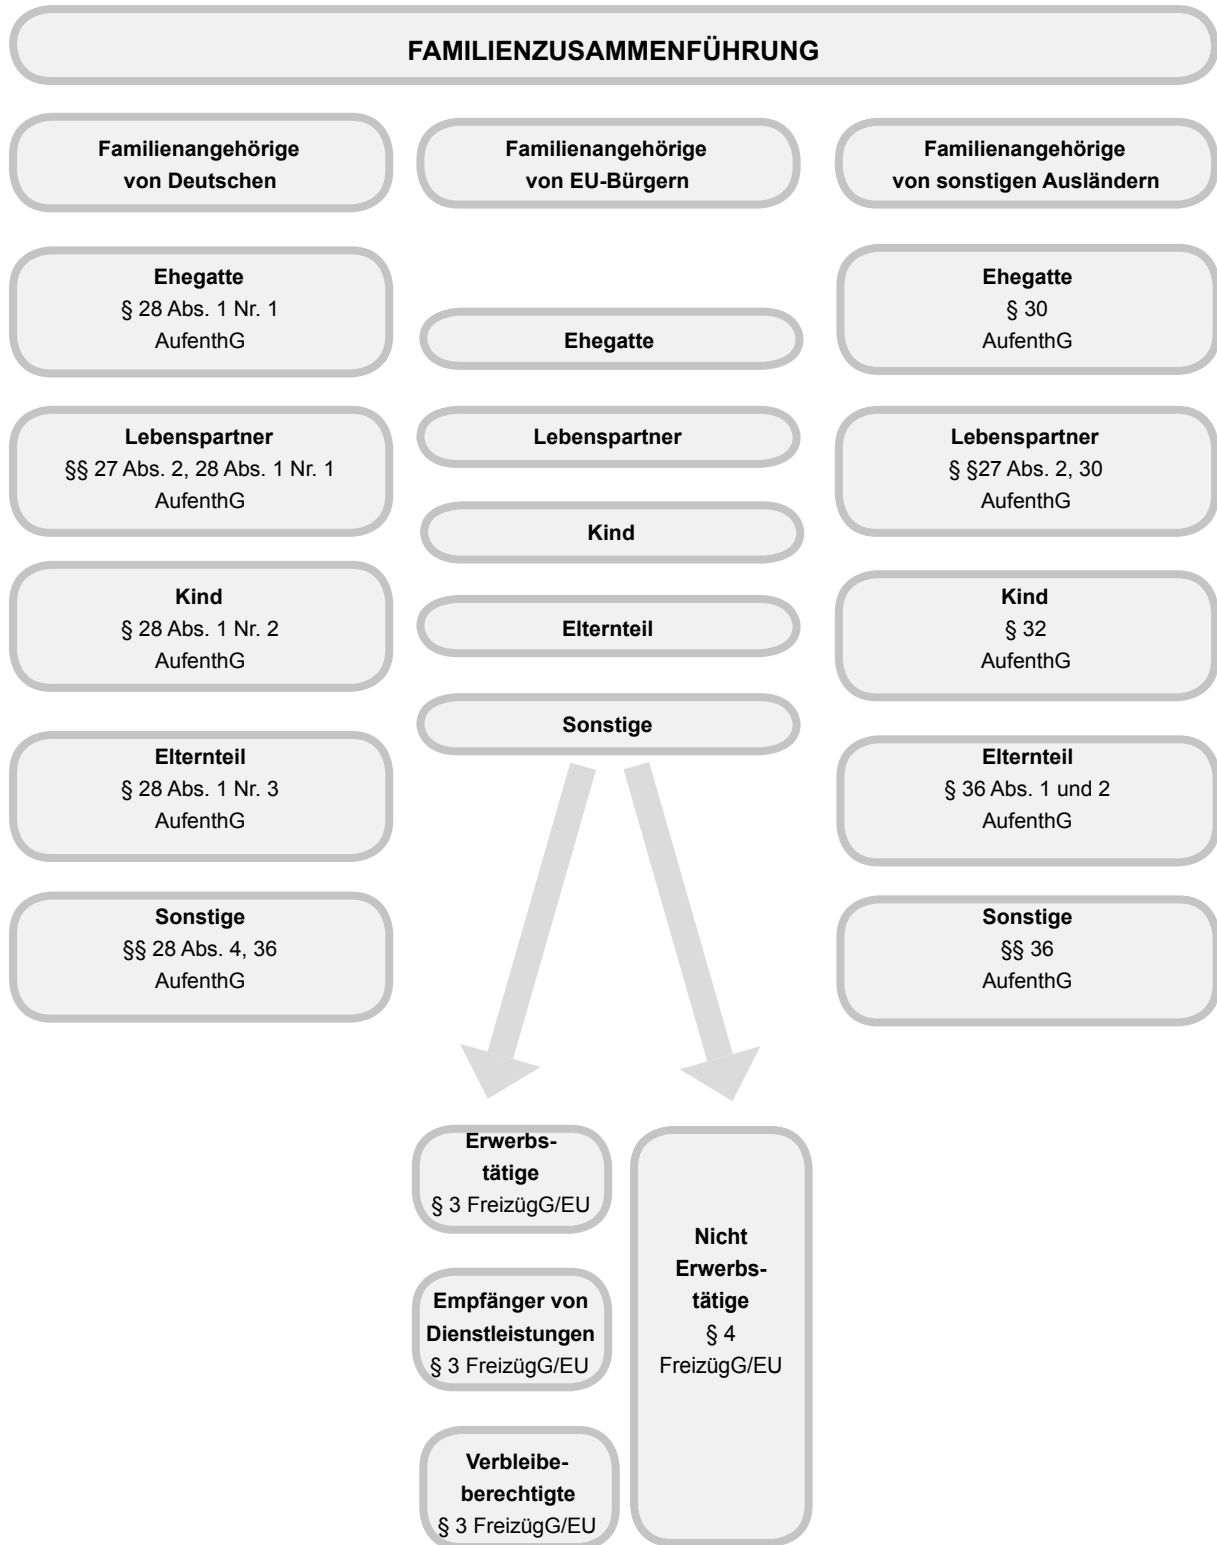 FAMILIENZUSAMMENFÜHRUNG
Familienangehörige
von Deutschen
Ehegatte
§ 28 Abs. 1 Nr. 1
AufenthG
Lebenspartner
§§ 27 Abs. 2, 28 Abs. 1 Nr. 1
AufenthG
Kind
§ 28 Abs. 1 Nr. 2
AufenthG
Elternteil
§ 28 Abs. 1 Nr. 3
AufenthG
Sonstige
§§ 28 Abs. 4, 36
AufenthG
Familienangehörige
von EU-Bürgern
Ehegatte
Lebenspartner
Kind
Elternteil
Sonstige
Erwerbs-
tätige
§ 3 FreizügG/EU
Empfänger von
Dienstleistungen
§ 3 FreizügG/EU
Verbleibe-
berechtigte
§ 3 FreizügG/EU
Nicht
Erwerbs-
tätige
§ 4
FreizügG/EU
Familienangehörige
von sonstigen Ausländern
Ehegatte
§ 30
AufenthG
Lebenspartner
§ §27 Abs. 2, 30
AufenthG
Kind
§ 32
AufenthG
Elternteil
§ 36 Abs. 1 und 2
AufenthG
Sonstige
§§ 36
AufenthG